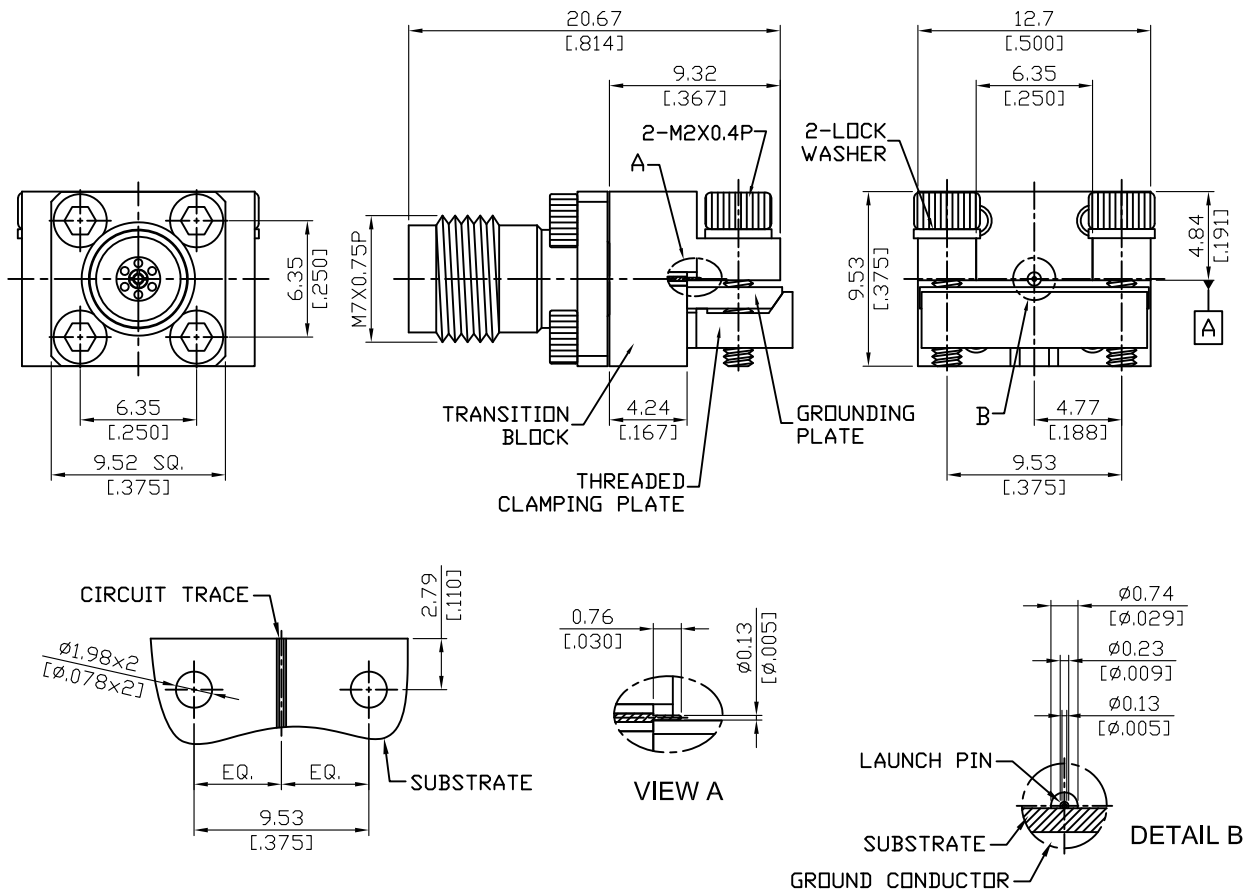 20.67
[.814]
9.32
[.367]
2-M2X0.4P
A
12.7
[.500]
6.35
[.250]
2-LOCK
WASHER
6.35
[.250]
M7X0.75P
9.53
[.375]
4.84
[.191]
A
6.35
[.250]
9.52 SQ.
[.375]
TRANSITION
BLOCK
4.24
[.167]
GROUNDING
PLATE
THREADED
CLAMPING PLATE
B
4.77
[.188]
9.53
[.375]
CIRCUIT TRACE
2.79
[.110]
Ø1.98×2
[Ø.078×2]
EQ. EQ.
SUBSTRATE
9.53
[.375]
0.76
[.030]
Ø0.13
[Ø.005]
VIEW A
Ø0.74
[Ø.029]
Ø0.23
[Ø.009]
Ø0.13
[Ø.005]
LAUNCH PIN
SUBSTRATE
GROUND CONDUCTOR
DETAIL B